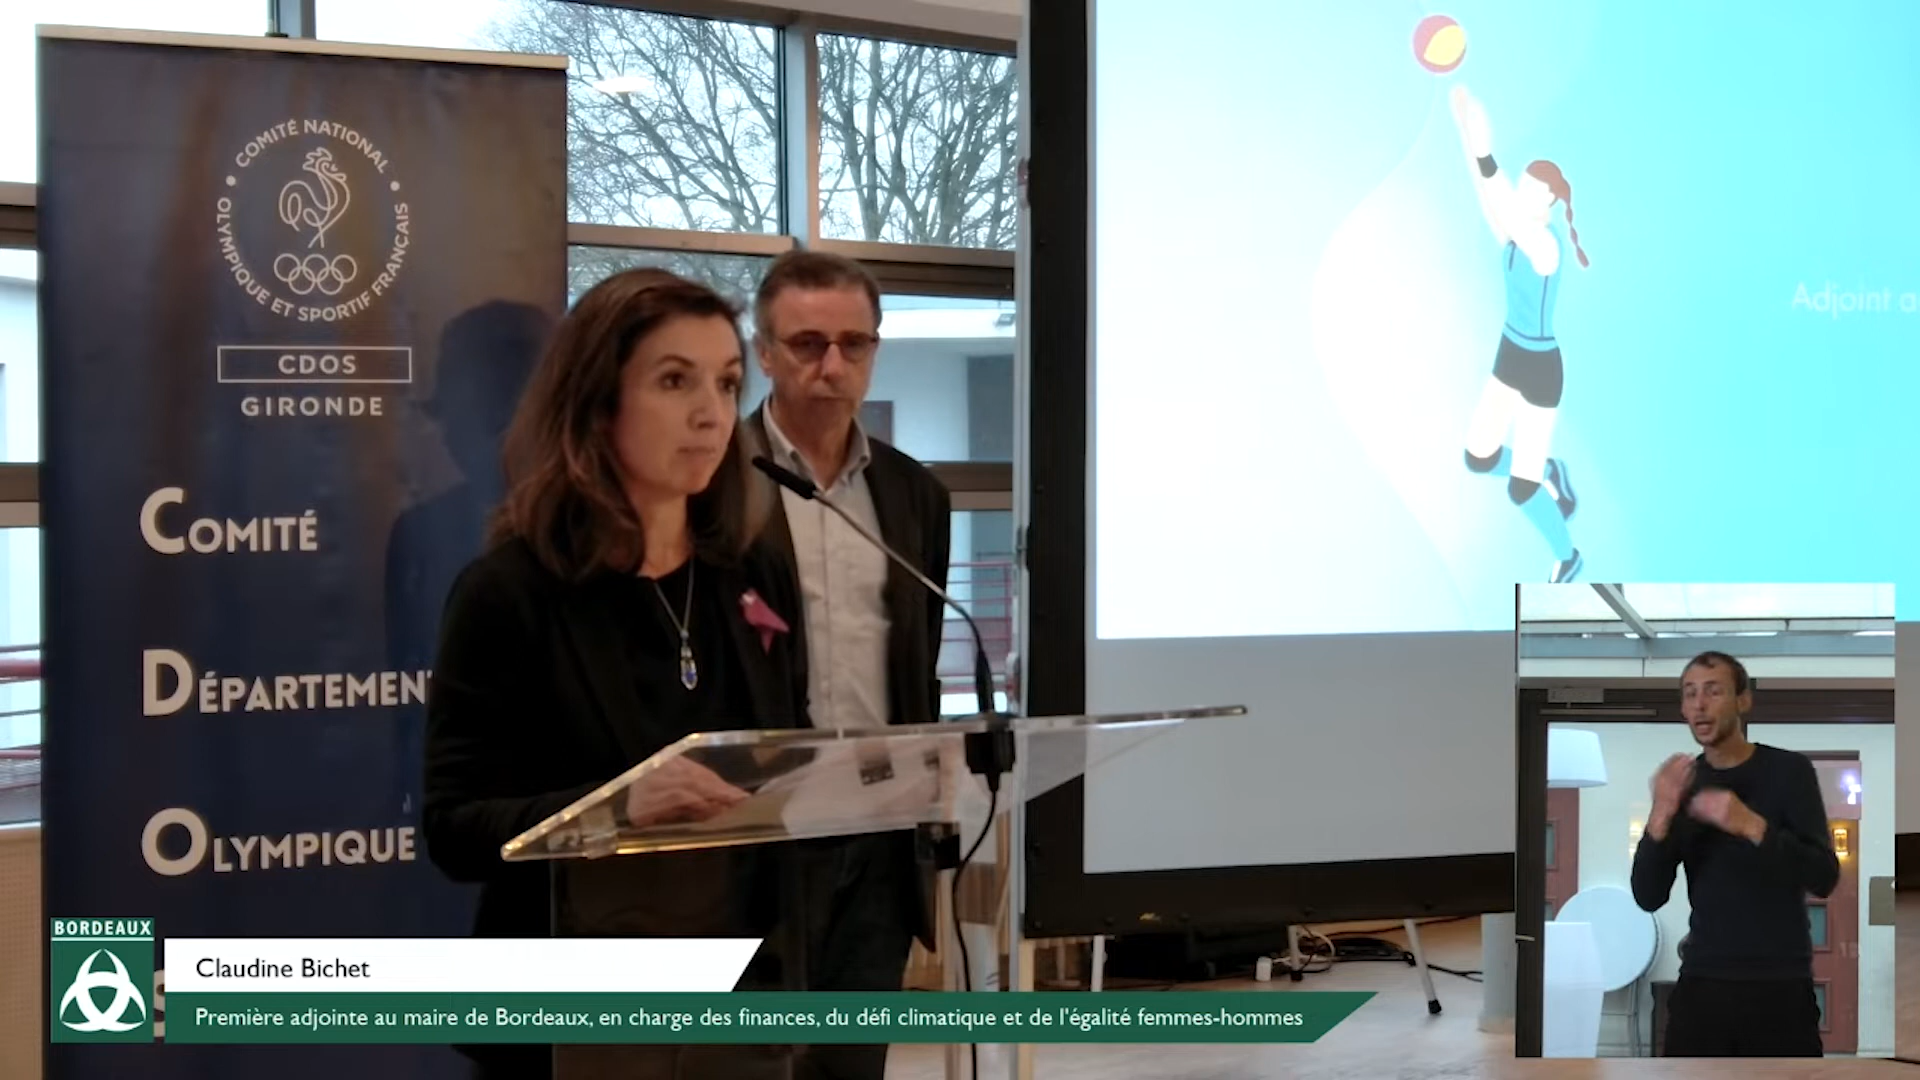 COMITÉ NATIONAL
OLYMPIQUE ET SPORTIF FRANÇAIS
CDOS
GIRONDE
COMITÉ
DÉPARTEMEN
OLYMPIQUE
Adjoint a
BORDEAUX
Claudine Bichet
Première adjointe au maire de Bordeaux, en charge des finances, du défi climatique et de l'égalité femmes-hommes